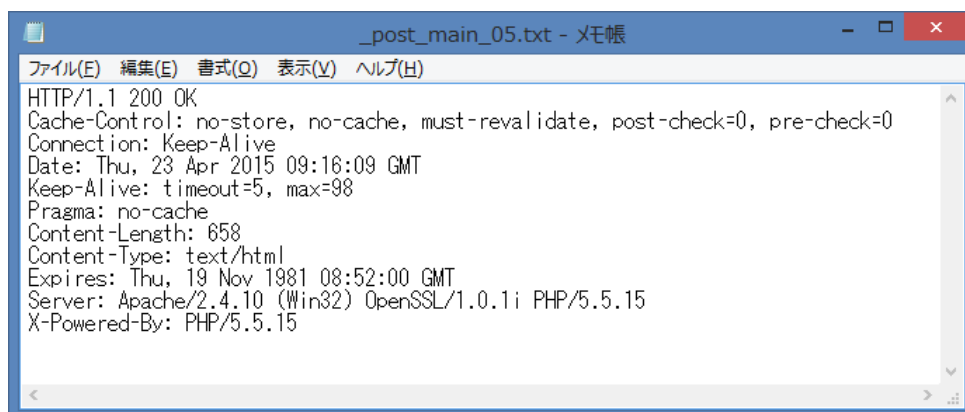 _post_main_05.txt - メモ帳
ファイル(F) 編集(E) 書式(O) 表示(V) ヘルプ(H)
HTTP/1.1 200 OK
Cache-Control: no-store, no-cache, must-revalidate, post-check=0, pre-check=0
Connection: Keep-Alive
Date: Thu, 23 Apr 2015 09:16:09 GMT
Keep-Alive: timeout=5, max=98
Pragma: no-cache
Content-Length: 658
Content-Type: text/html
Expires: Thu, 19 Nov 1981 08:52:00 GMT
Server: Apache/2.4.10 (Win32) OpenSSL/1.0.1i PHP/5.5.15
X-Powered-By: PHP/5.5.15